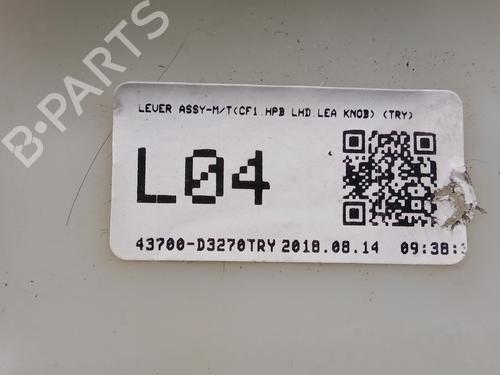 B-PARTS
LEVER ASSY-M/T(CF1.HPB LHD.LEA KNOB) (TRY)
L04
43700-D3270TRY 2018.08.14 09:38: